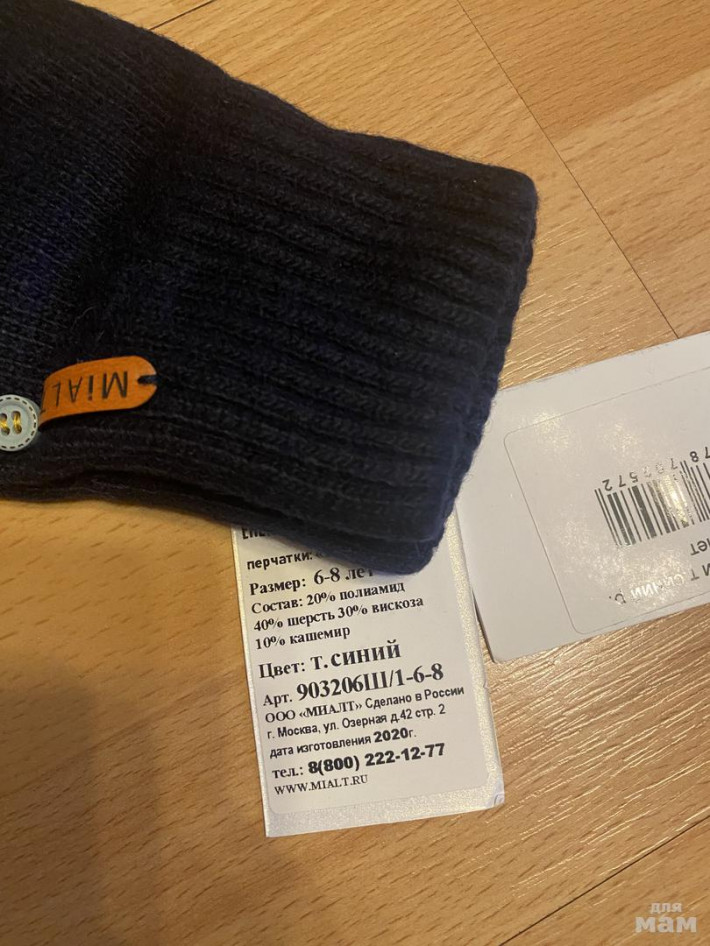 MiALT
перчатки:
Размер: 6-8 лет
Состав: 20% полиамид
40% шерсть 30% вискоза
10% кашемир
Цвет: т.синий
Арт. 903206Ш/1-6-8
ООО «МИАЛТ» Сделано в России
г. Москва, ул. Озерная д.42 стр. 2
дата изготовления 2020г.
тел.: 8(800) 222-12-77
WWW.MIALT.RU
для
мам